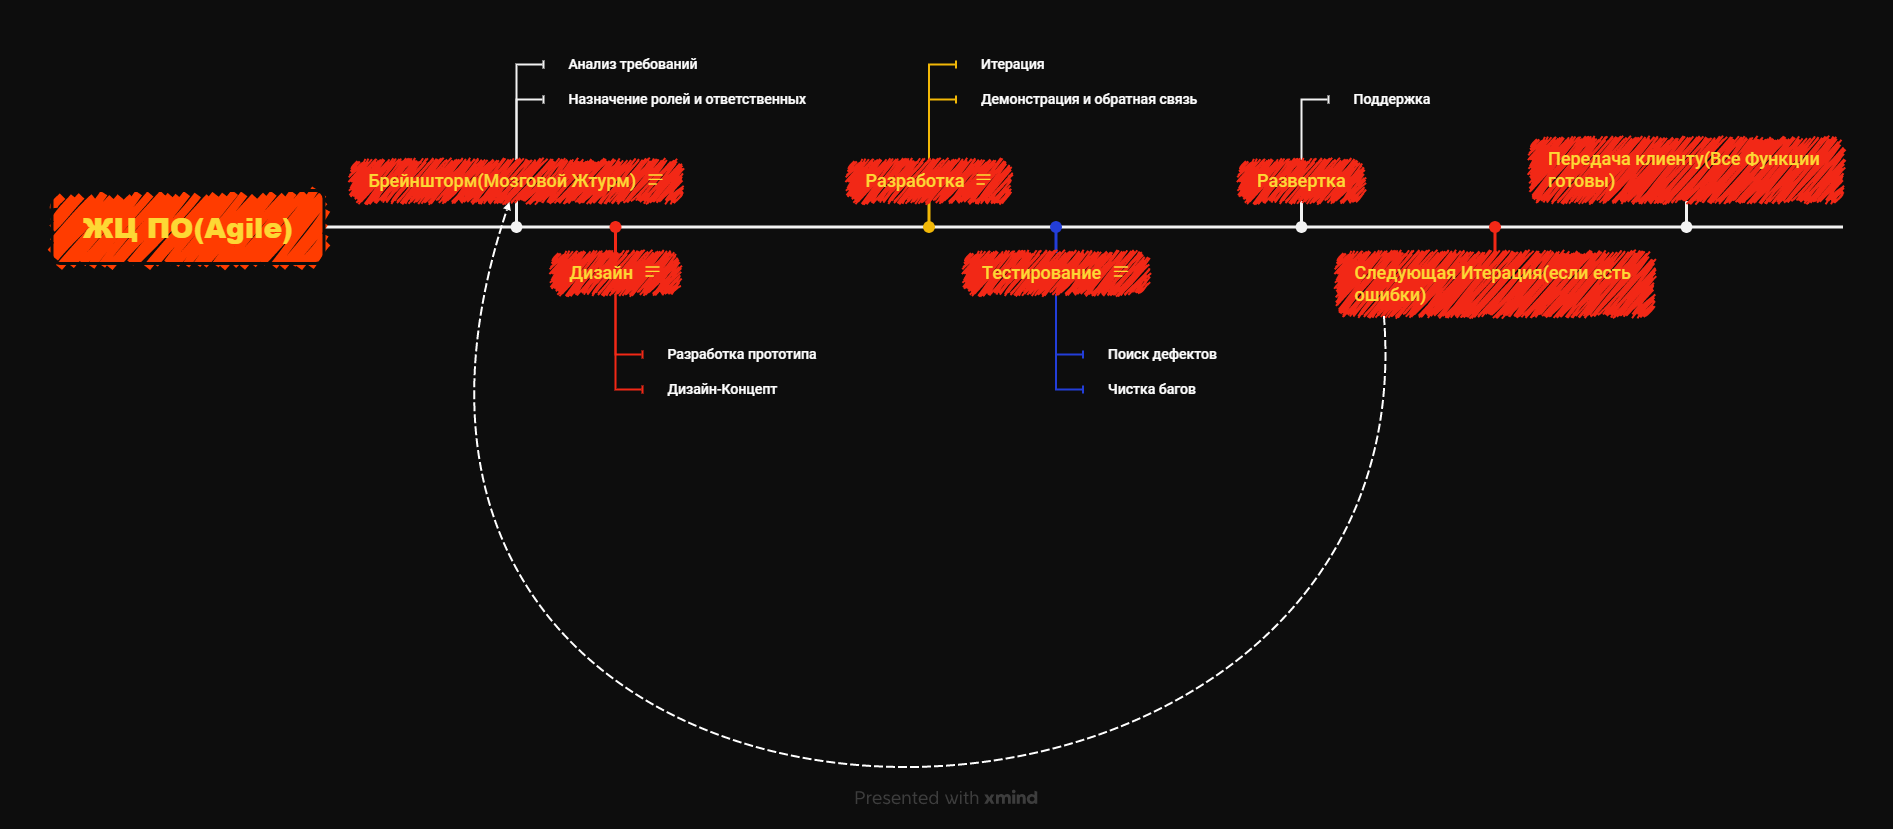 ЖЦ ПО(Agile)
Брейншторм(Мозговой Жтурм)
Анализ требований
Назначение ролей и ответственных
Дизайн
Разработка прототипа
Дизайн-Концепт
Разработка
Итерация
Демонстрация и обратная связь
Тестирование
Поиск дефектов
Чистка багов
Развертка
Поддержка
Следующая Итерация(если есть
ошибки)
Передача клиенту(Все Функции
готовы)
Presented with xmind